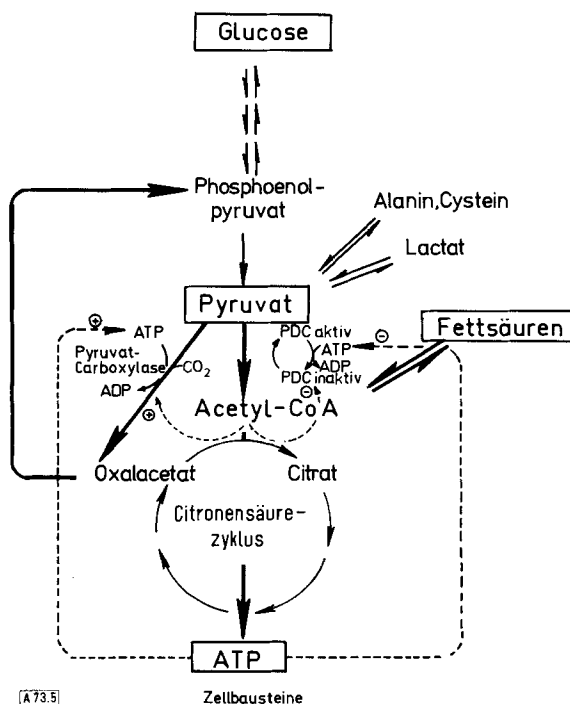 Glucose
Phosphoenol-
pyruvat
Alanin,Cystein
Lactat
Pyruvat
Fettsäuren
⊕
ATP
Pyruvat-
Carboxylase
CO₂
ADP
⊕
PDC aktiv
ATP
ADP
PDC inaktiv
⊖
⊖
Acetyl-CoA
Oxalacetat
Citrat
Citronensäure-
zyklus
ATP
A 73.5
Zellbausteine